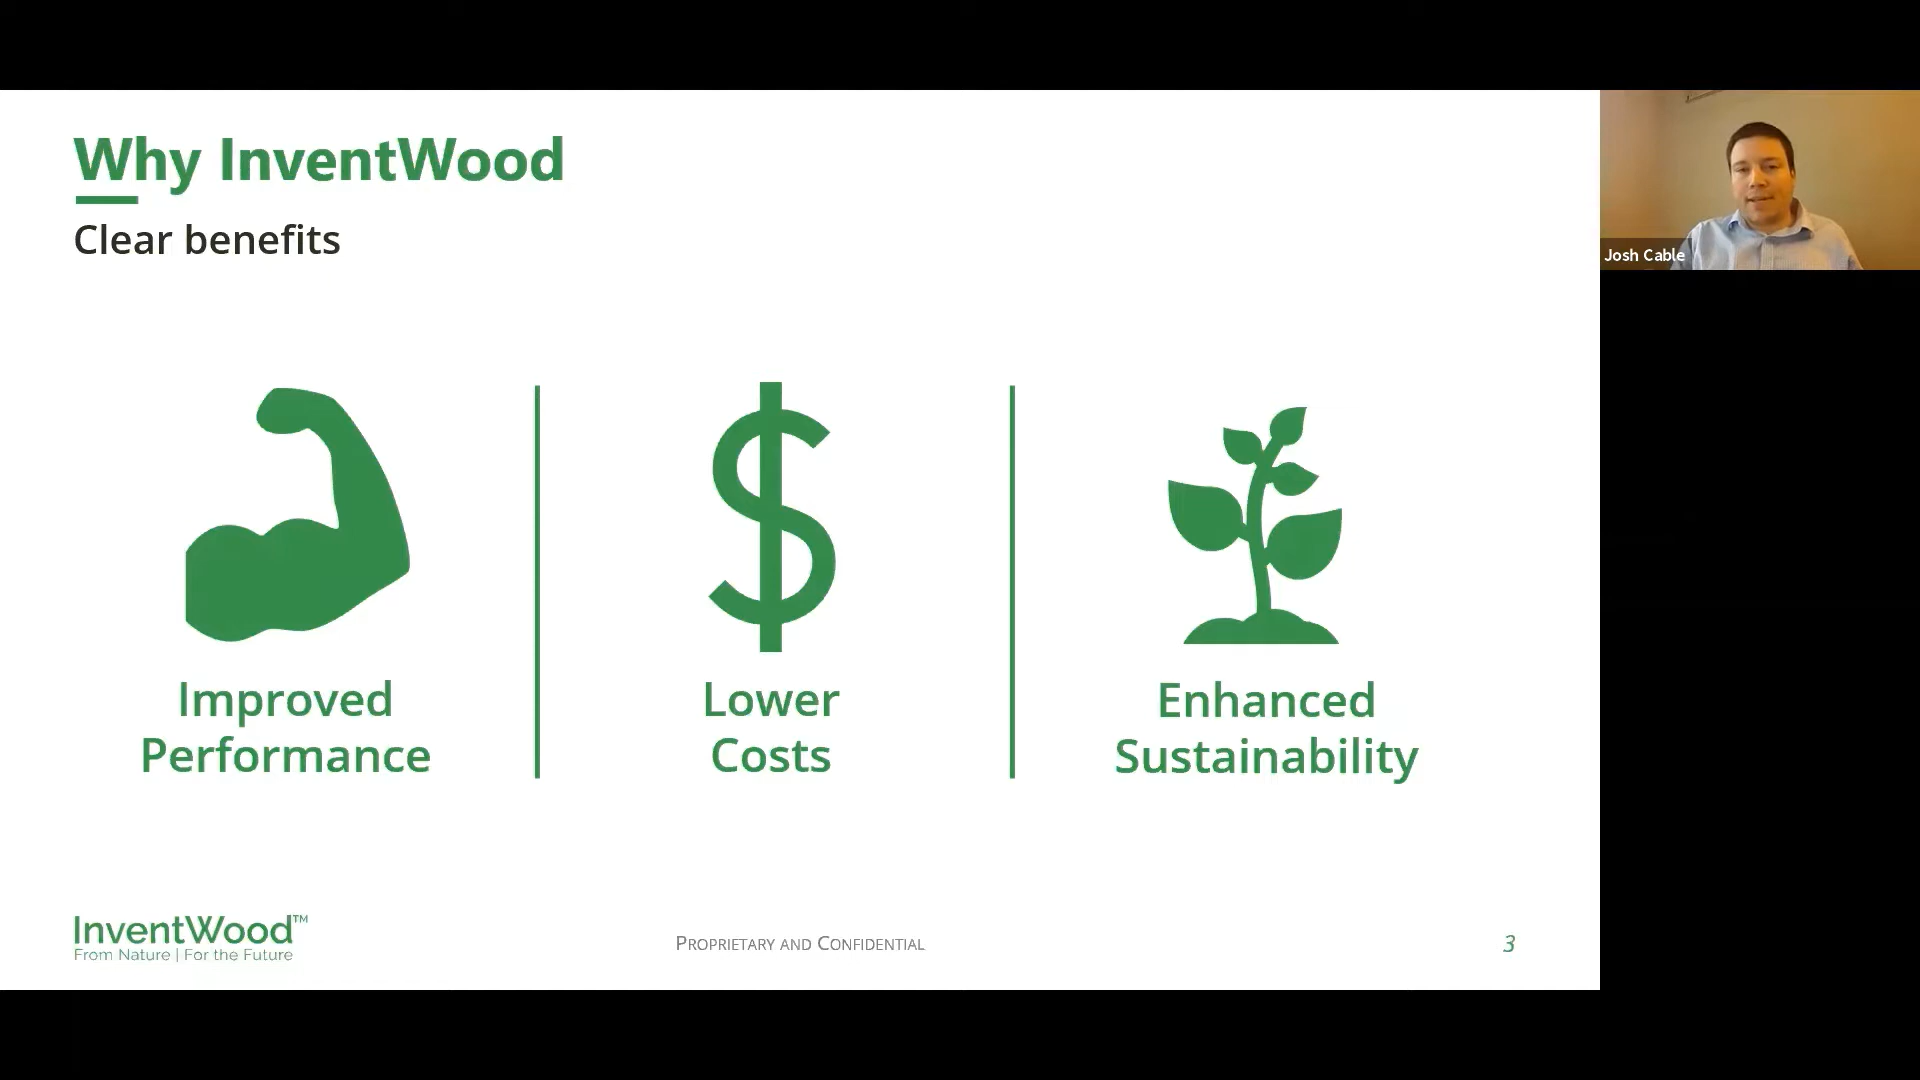 Why InventWood
Clear benefits
Josh Cable
Improved
Performance
Lower
Costs
Enhanced
Sustainability
InventWood™
From Nature | For the Future
PROPRIETARY AND CONFIDENTIAL
3